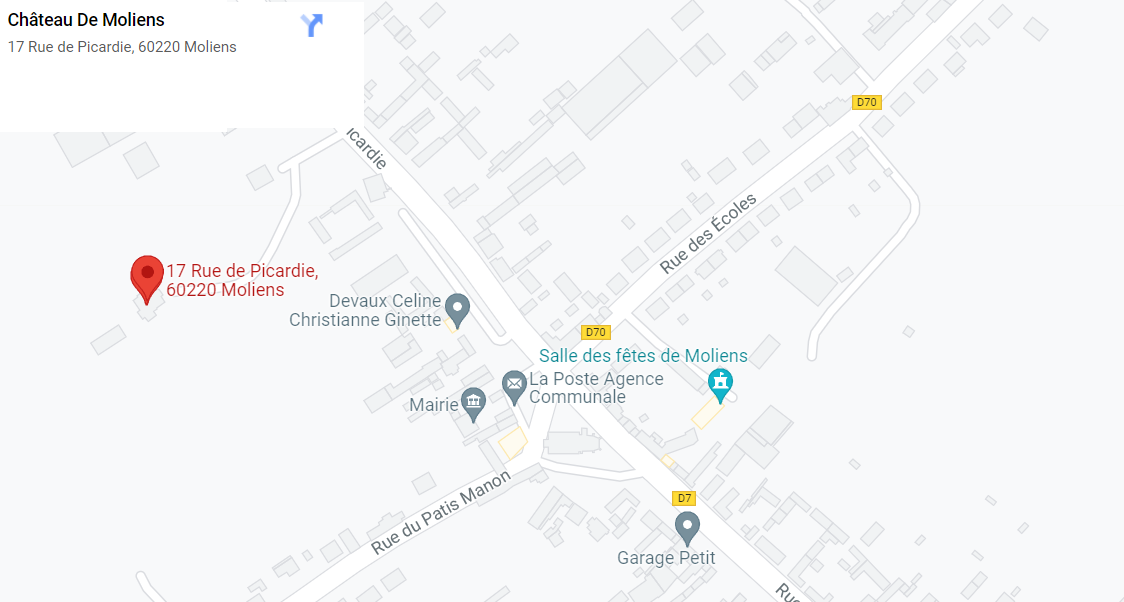 Château De Moliens
17 Rue de Picardie, 60220 Moliens
icardie
D70
Rue des Écoles
17 Rue de Picardie,
60220 Moliens
Devaux Celine
Christianne Ginette
D70
Salle des fêtes de Moliens
La Poste Agence
Communale
Mairie
Rue du Patis Manon
D7
Garage Petit
Rue